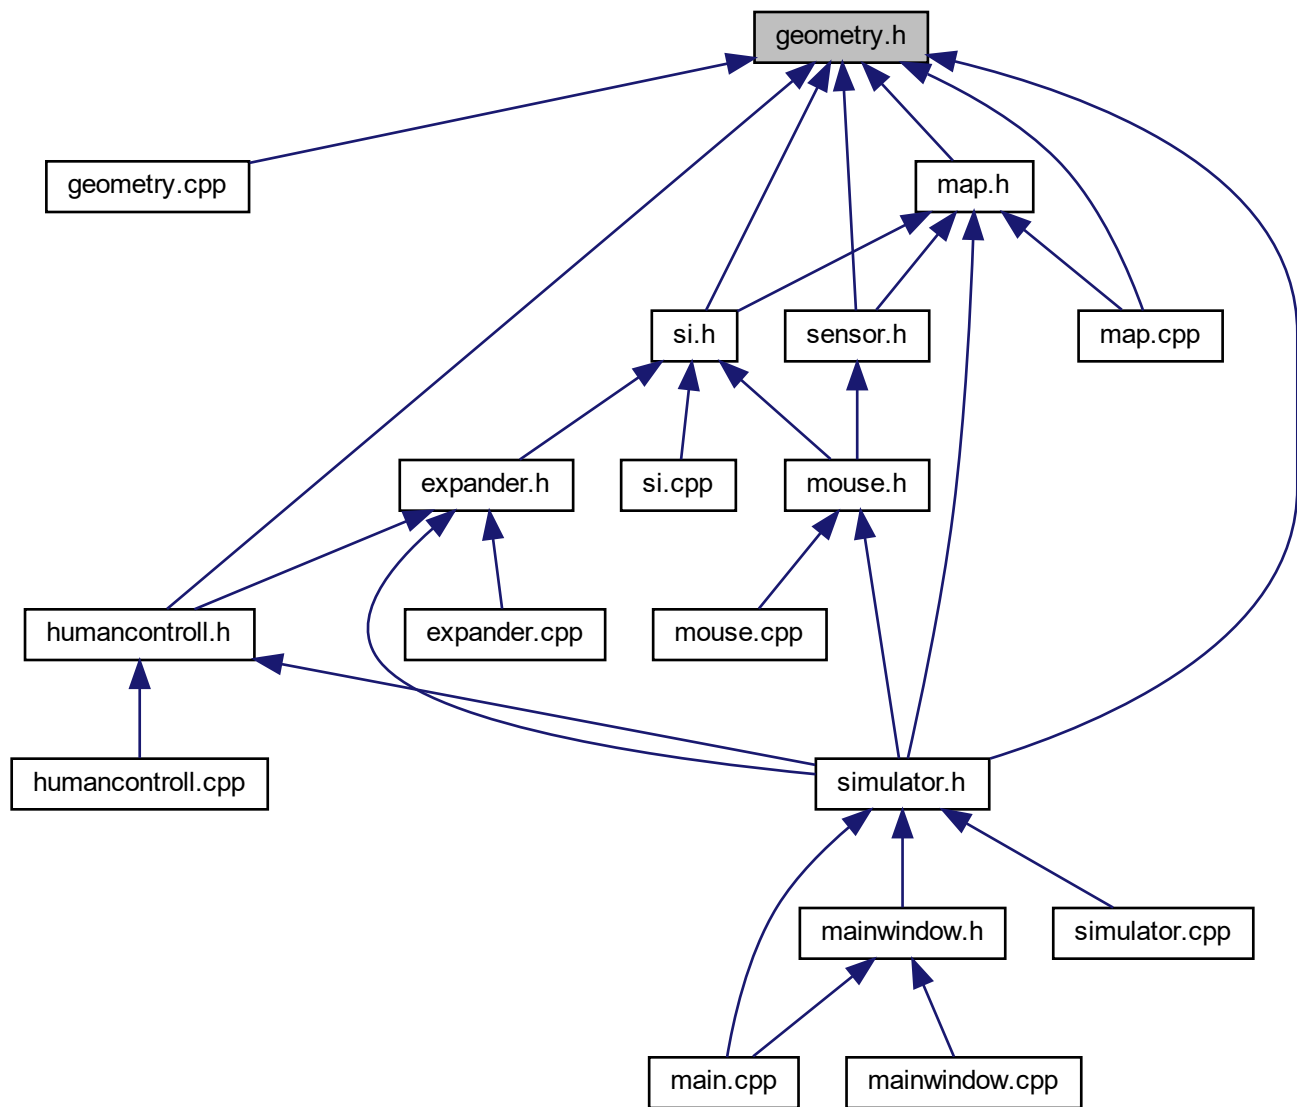 geometry.h
geometry.cpp
map.h
si.h
sensor.h
map.cpp
expander.h
si.cpp
mouse.h
humancontroll.h
expander.cpp
mouse.cpp
humancontroll.cpp
simulator.h
mainwindow.h
simulator.cpp
main.cpp
mainwindow.cpp